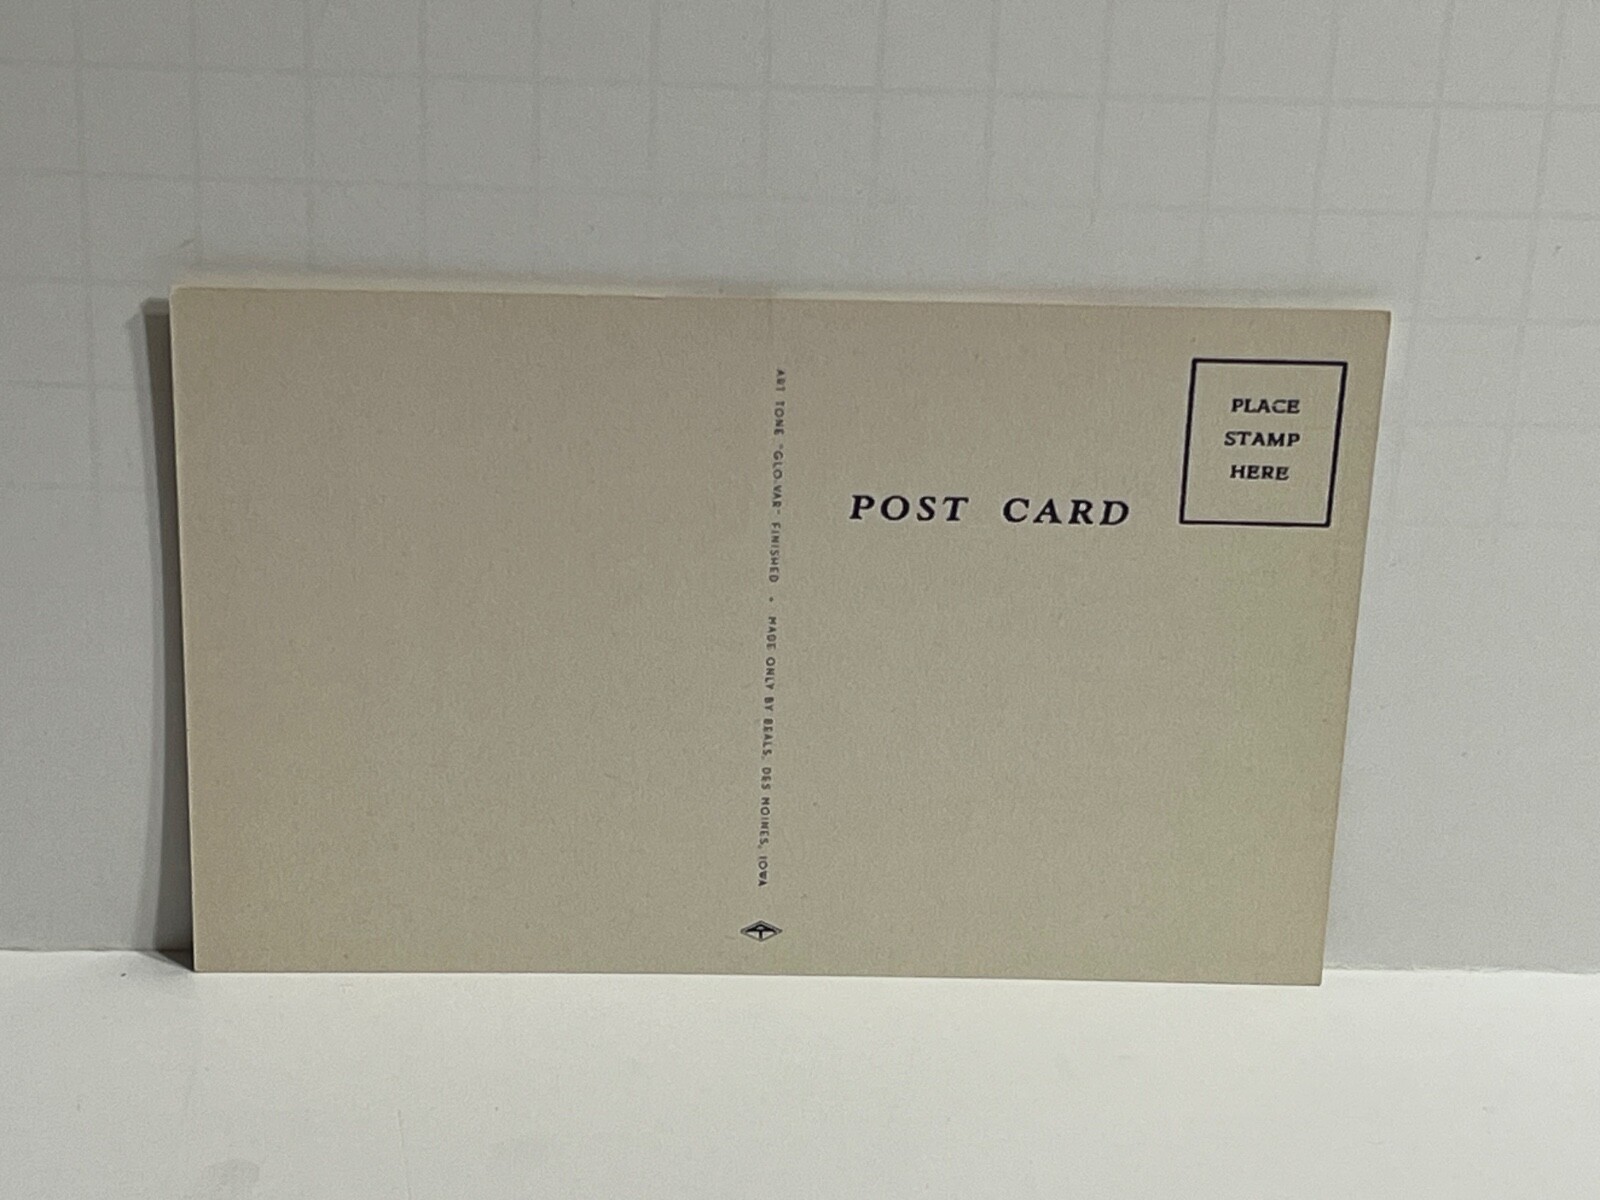 ART TONE "GLO-VAR" FINISHED • MADE ONLY BY BEALS, DES MOINES, IOWA
POST CARD
PLACE
STAMP
HERE